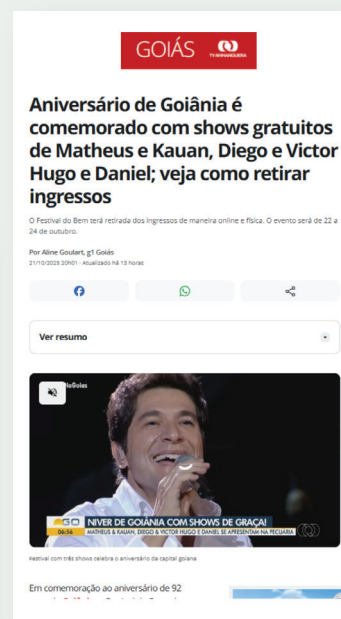 GOIÁS
TV ANHANGUERA
Aniversário de Goiânia é
comemorado com shows gratuitos
de Matheus e Kauan, Diego e Victor
Hugo e Daniel; veja como retirar
ingressos
O Festival do Bem terá retirada dos ingressos de maneira online e física. O evento será de 22 a
24 de outubro.
Por Aline Goulart, g1 Goiás
21/10/2025 20h01 · Atualizado há 13 horas
Ver resumo
GO NIVER DE GOIÂNIA COM SHOWS DE GRAÇA!
06:56 MATHEUS & KAUAN, DIEGO & VICTOR HUGO E DANIEL SE APRESENTAM NA PECUÁRIA
Festival com três shows celebra o aniversário da capital goiana
Em comemoração ao aniversário de 92